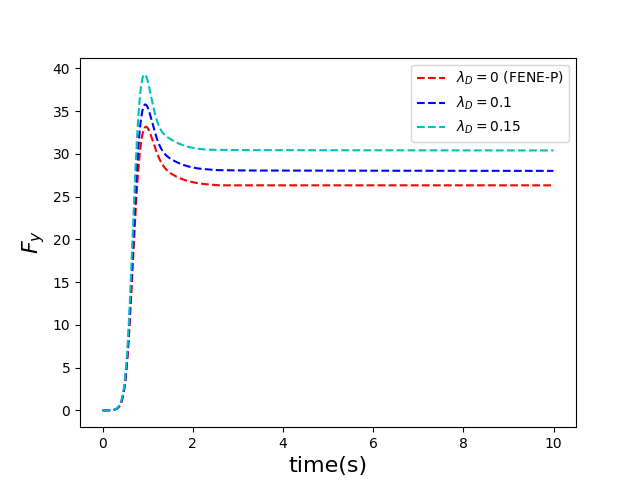 40
35
30
25
20
15
10
5
0
F_y
0 2 4 6 8 10
time(s)
λ_D = 0 (FENE-P)
λ_D = 0.1
λ_D = 0.15